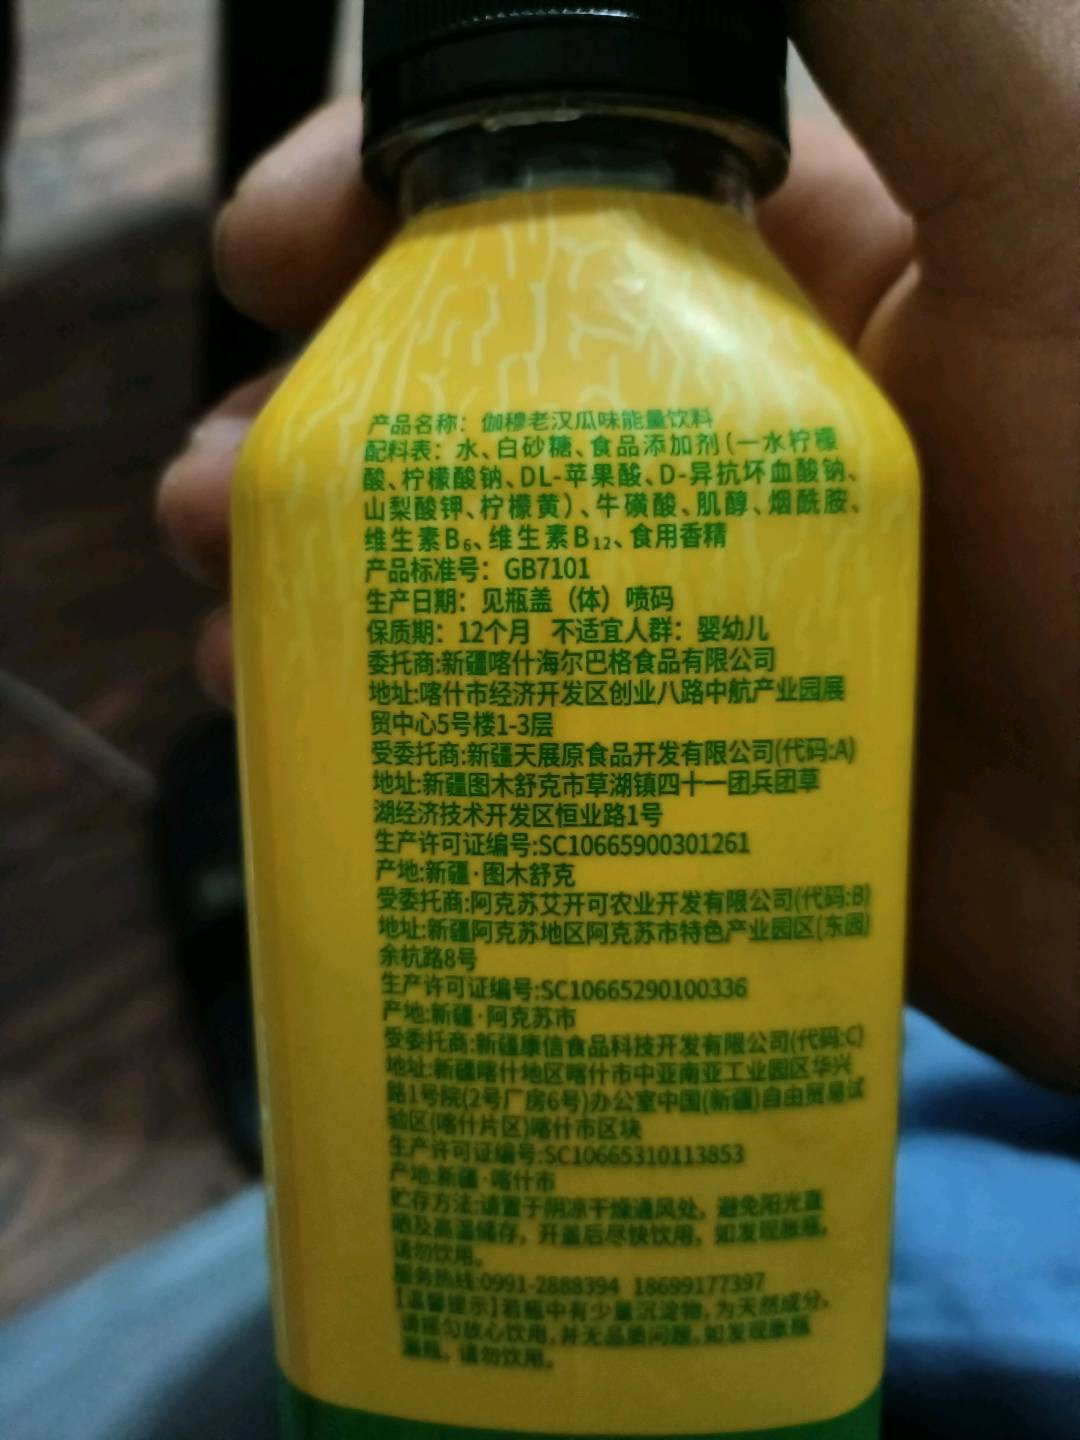 产品名称：伽穆老汉瓜味能量饮料
配料表：水、白砂糖、食品添加剂（一水柠檬
酸、柠檬酸钠、DL-苹果酸、D-异抗坏血酸钠、
山梨酸钾、柠檬黄）、牛磺酸、肌醇、烟酰胺、
维生素B₆、维生素B₁₂、食用香精
产品标准号：GB7101
生产日期：见瓶盖（体）喷码
保质期：12个月 不适宜人群：婴幼儿
委托商:新疆喀什海尔巴格食品有限公司
地址:喀什市经济开发区创业八路中航产业园展
贸中心5号楼1-3层
受委托商:新疆天展原食品开发有限公司(代码:A)
地址:新疆图木舒克市草湖镇四十一团兵团草
湖经济技术开发区恒业路1号
生产许可证编号:SC10665900301261
产地:新疆·图木舒克
受委托商:阿克苏艾开可农业开发有限公司(代码:B)
地址:新疆阿克苏地区阿克苏市特色产业园区(东园)
余杭路8号
生产许可证编号:SC10665290100336
产地:新疆·阿克苏市
受委托商:新疆康信食品科技开发有限公司(代码:C)
地址:新疆喀什地区喀什市中亚南亚工业园区华兴
路1号院(2号厂房6号)办公室中国(新疆)自由贸易试
验区(喀什片区)喀什市区块
生产许可证编号:SC10665310113853
产地:新疆·喀什市
贮存方法:请置于阴凉干燥通风处，避免阳光直
晒及高温储存，开盖后尽快饮用，如发现胀瓶，
请勿饮用。
服务热线:0991-2888394 18699177397
【温馨提示】若瓶中有少量沉淀物，为天然成分，
请摇匀放心饮用，并无品质问题，如发现胀瓶
漏瓶，请勿饮用。